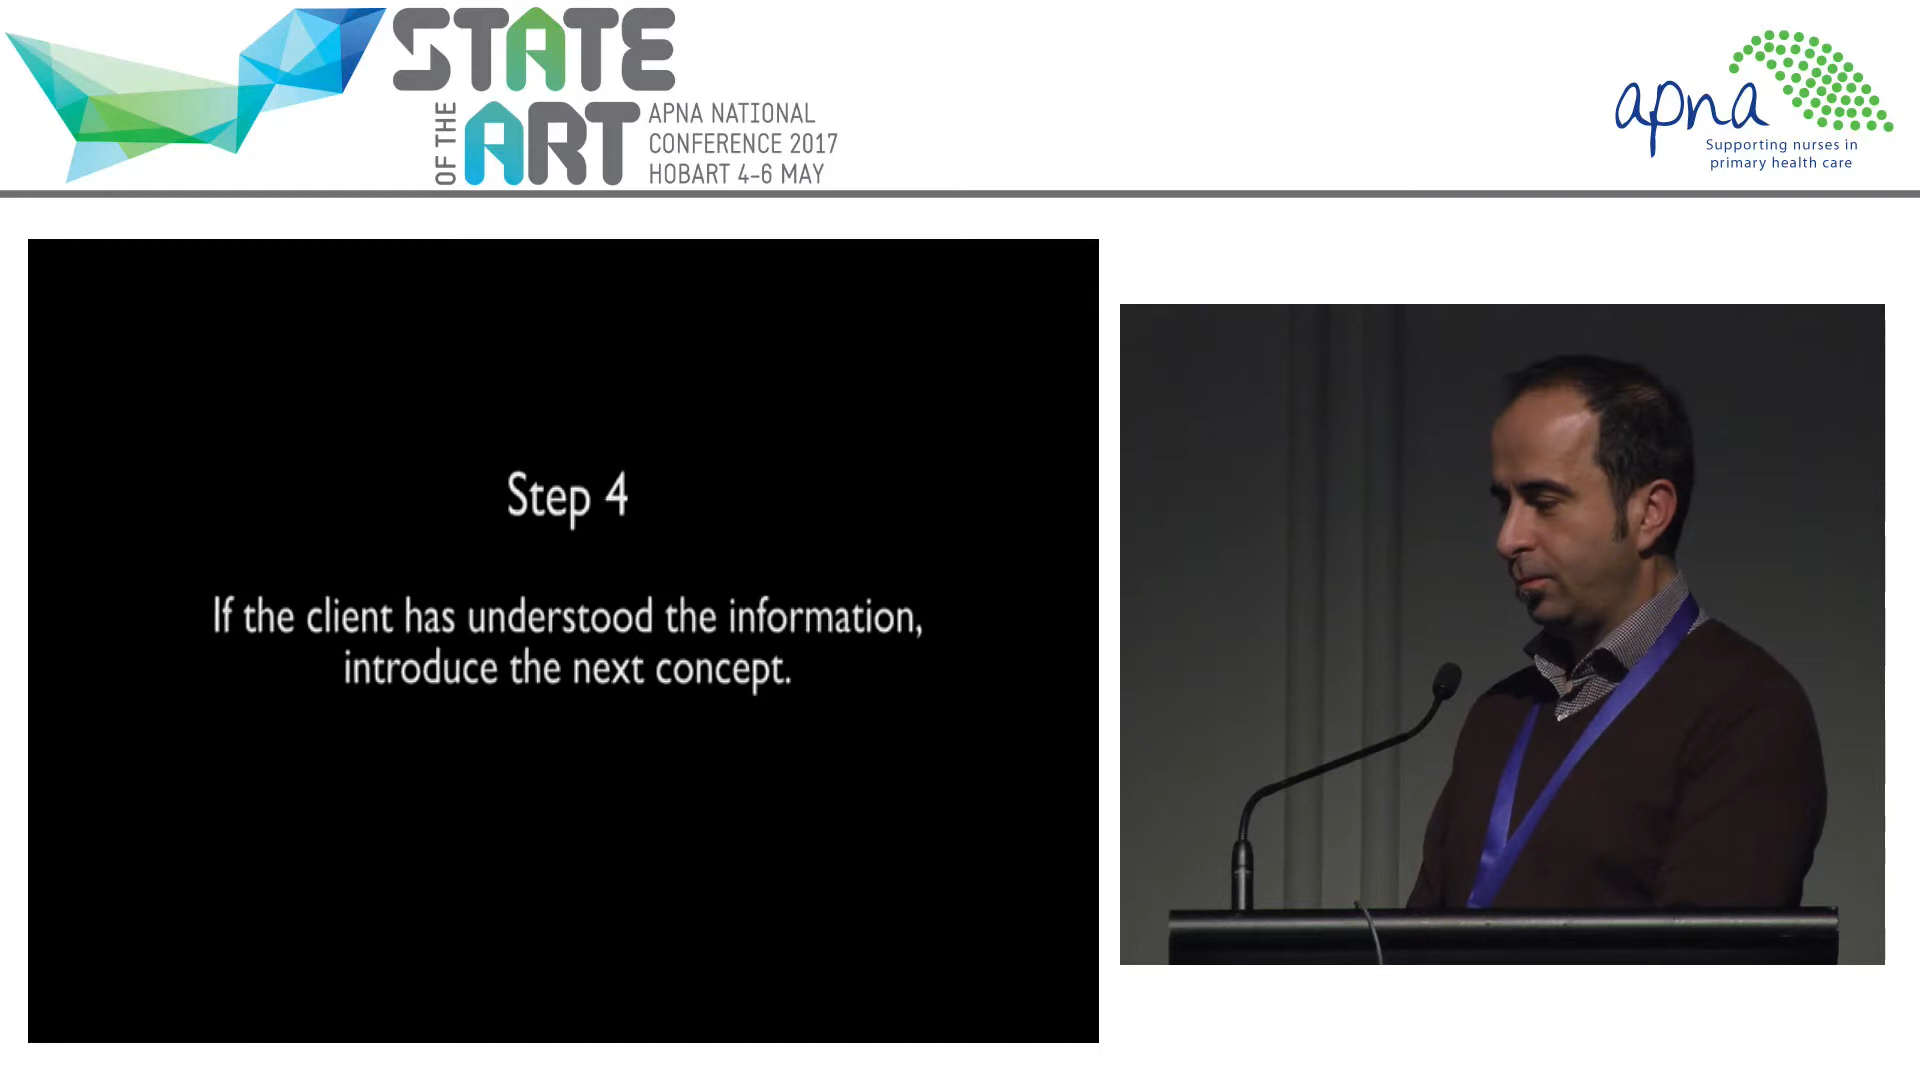 STATE
OF THE ART
APNA NATIONAL
CONFERENCE 2017
HOBART 4-6 MAY
apna
Supporting nurses in
primary health care
Step 4
If the client has understood the information,
introduce the next concept.